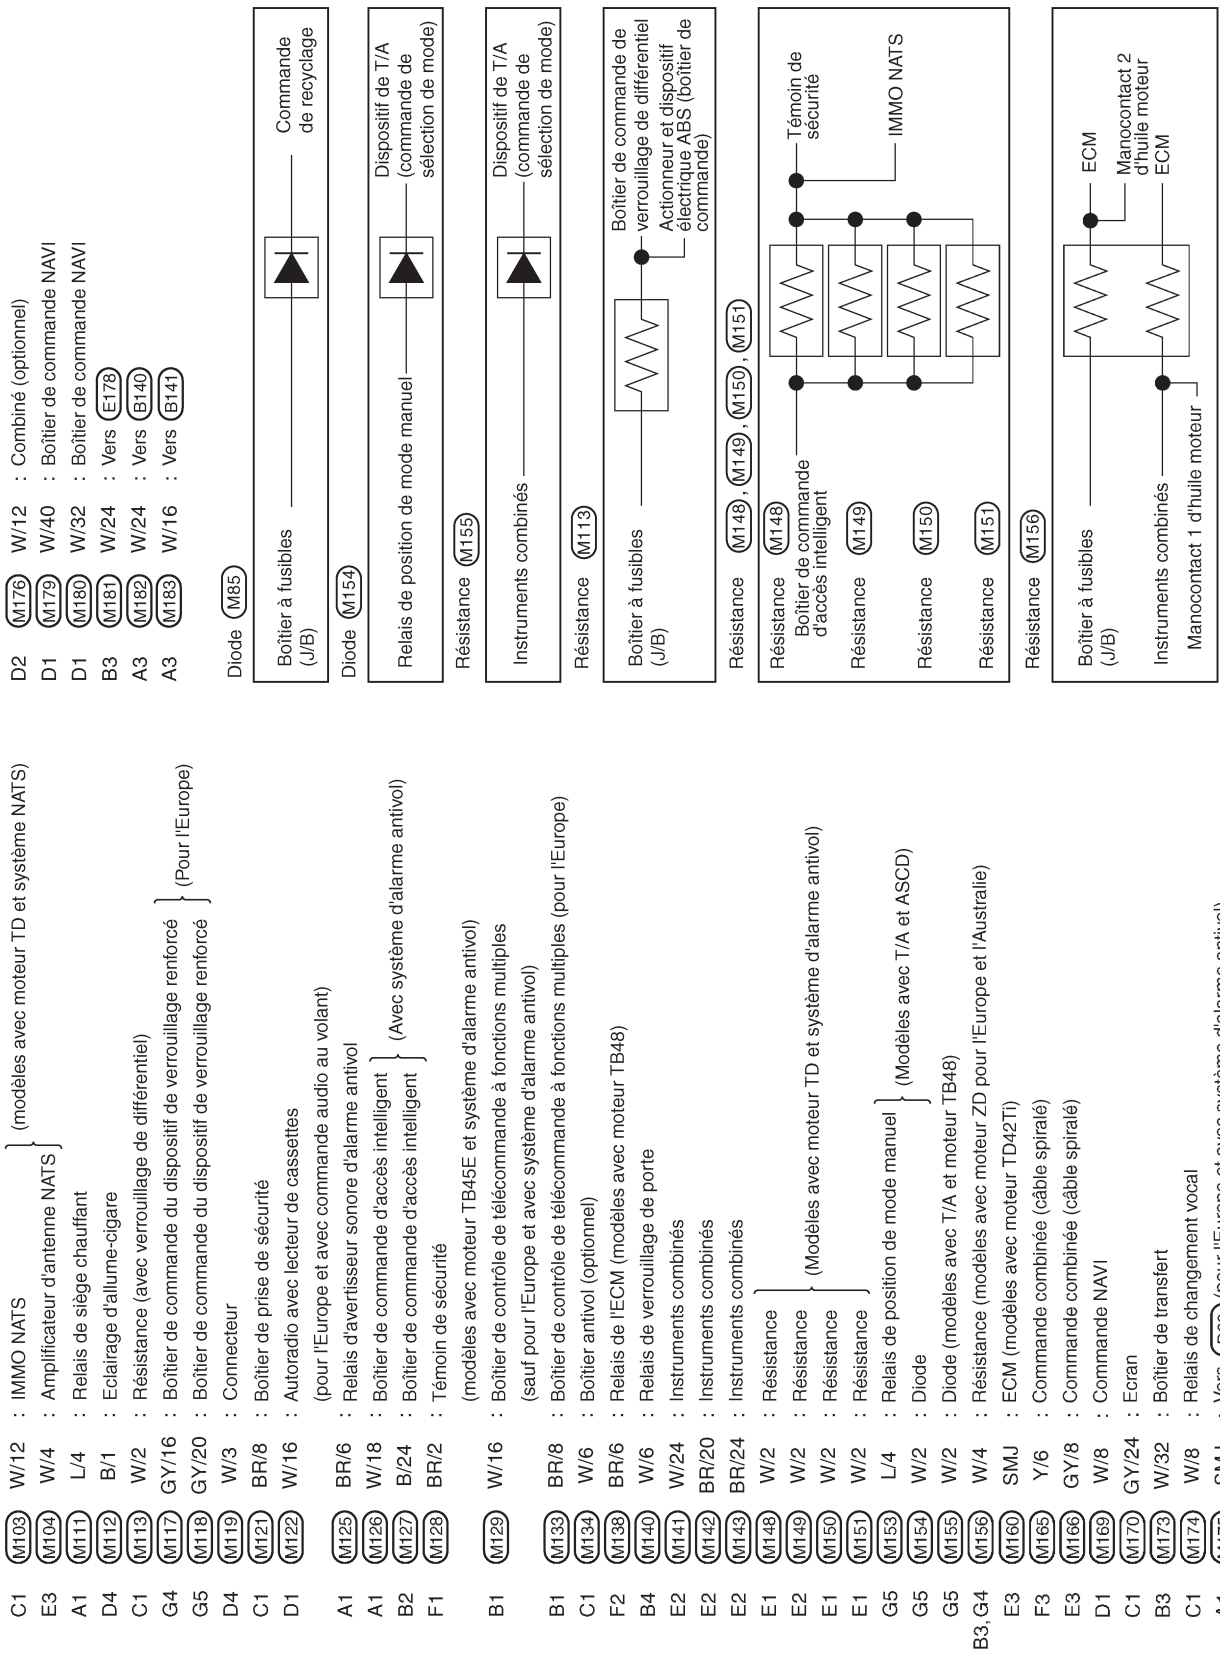 C1 M103 W/12 : IMMO NATS
(modèles avec moteur TD et système NATS)
E3 M104 W/4 : Amplificateur d'antenne NATS
A1 M111 L/4 : Relais de siège chauffant
D4 M112 B/1 : Eclairage d'allume-cigare
C1 M113 W/2 : Résistance (avec verrouillage de différentiel)
G4 M117 GY/16 : Boîtier de commande du dispositif de verrouillage renforcé
(Pour l'Europe)
G5 M118 GY/20 : Boîtier de commande du dispositif de verrouillage renforcé
D4 M119 W/3 : Connecteur
C1 M121 BR/8 : Boîtier de prise de sécurité
D1 M122 W/16 : Autoradio avec lecteur de cassettes
(pour l'Europe et avec commande audio au volant)
A1 M125 BR/6 : Relais d'avertisseur sonore d'alarme antivol
A1 M126 W/18 : Boîtier de commande d'accès intelligent
(Avec système d'alarme antivol)
B2 M127 B/24 : Boîtier de commande d'accès intelligent
F1 M128 BR/2 : Témoin de sécurité
(modèles avec moteur TB45E et système d'alarme antivol)
B1 M129 W/16 : Boîtier de contrôle de télécommande à fonctions multiples
(sauf pour l'Europe et avec système d'alarme antivol)
B1 M133 BR/8 : Boîtier de contrôle de télécommande à fonctions multiples (pour l'Europe)
C1 M134 W/6 : Boîtier antivol (optionnel)
F2 M138 BR/6 : Relais de l'ECM (modèles avec moteur TB48)
B4 M140 W/6 : Relais de verrouillage de porte
E2 M141 W/24 : Instruments combinés
E2 M142 BR/20 : Instruments combinés
E2 M143 BR/24 : Instruments combinés
E1 M148 W/2 : Résistance
E2 M149 W/2 : Résistance
(Modèles avec moteur TD et système d'alarme antivol)
E1 M150 W/2 : Résistance
E1 M151 W/2 : Résistance
G5 M153 L/4 : Relais de position de mode manuel
(Modèles avec T/A et ASCD)
G5 M154 W/2 : Diode
G5 M155 W/2 : Diode (modèles avec T/A et moteur TB48)
B3, G4 M156 W/4 : Résistance (modèles avec moteur ZD pour l'Europe et l'Australie)
E3 M160 SMJ : ECM (modèles avec moteur TD42Ti)
F3 M165 Y/6 : Commande combinée (câble spiralé)
E3 M166 GY/8 : Commande combinée (câble spiralé)
D1 M169 W/8 : Commande NAVI
C1 M170 GY/24 : Ecran
B3 M173 W/32 : Boîtier de transfert
C1 M174 W/8 : Relais de changement vocal
D2 M176 W/12 : Combiné (optionnel)
D1 M179 W/40 : Boîtier de commande NAVI
D1 M180 W/32 : Boîtier de commande NAVI
B3 M181 W/24 : Vers E178
A3 M182 W/24 : Vers B140
A3 M183 W/16 : Vers B141
Diode M85
Boîtier à fusibles
(J/B)
Commande
de recyclage
Diode M154
Relais de position de mode manuel
Dispositif de T/A
(commande de
sélection de mode)
Résistance M155
Instruments combinés
Dispositif de T/A
(commande de
sélection de mode)
Résistance M113
Boîtier à fusibles
(J/B)
Boîtier de commande de
verrouillage de différentiel
Actionneur et dispositif
électrique ABS (boîtier de
commande)
Résistance M148, M149, M150, M151
Résistance M148
Boîtier de commande
d'accès intelligent
Témoin de
sécurité
IMMO NATS
Résistance M149
Résistance M150
Résistance M151
Résistance M156
Boîtier à fusibles
(J/B)
ECM
Manocontact 2
d'huile moteur
Instruments combinés
ECM
Manocontact 1 d'huile moteur